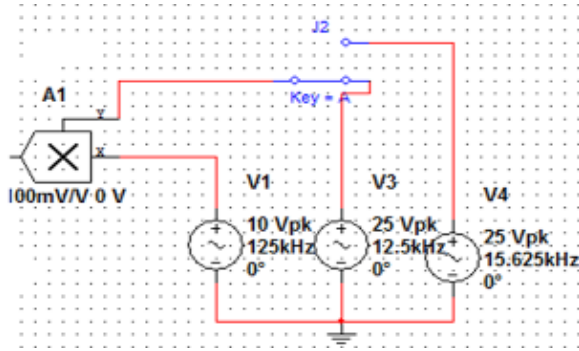 J2
A1
Y
Key = A
X
100mV/V 0 V
V1
10 Vpk
125kHz
0°
V3
25 Vpk
12.5kHz
0°
V4
25 Vpk
15.625kHz
0°